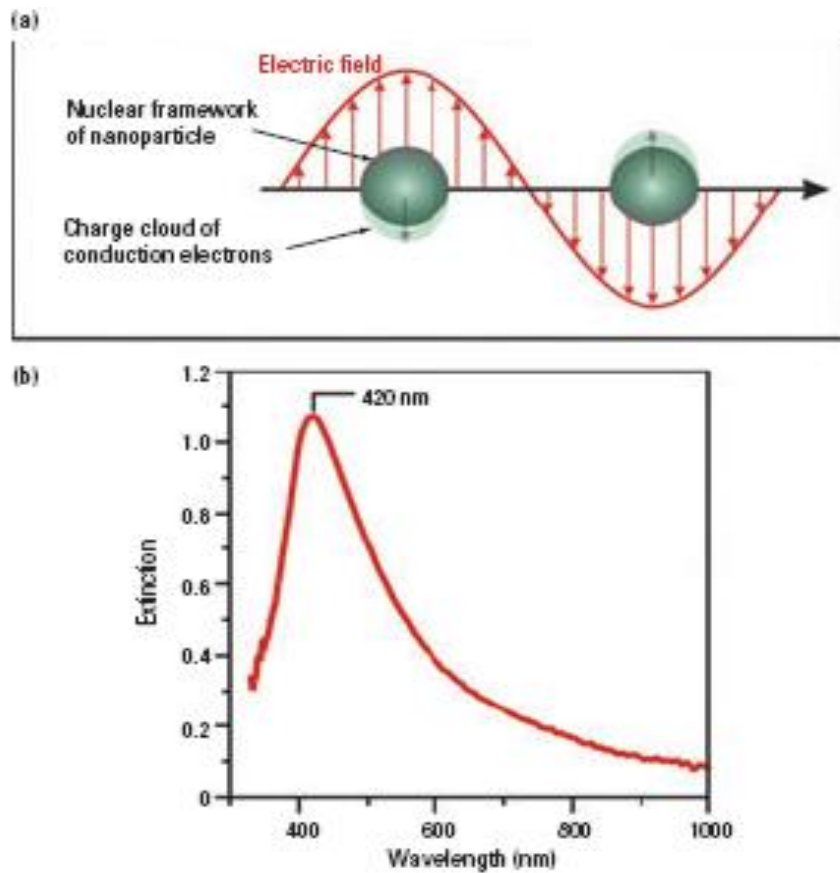 (a)
Electric field
Nuclear framework
of nanoparticle
Charge cloud of
conduction electrons
(b)
420 nm
1.2
1.0
0.8
0.6
0.4
0.2
0
Extinction
400
600
800
1000
Wavelength (nm)